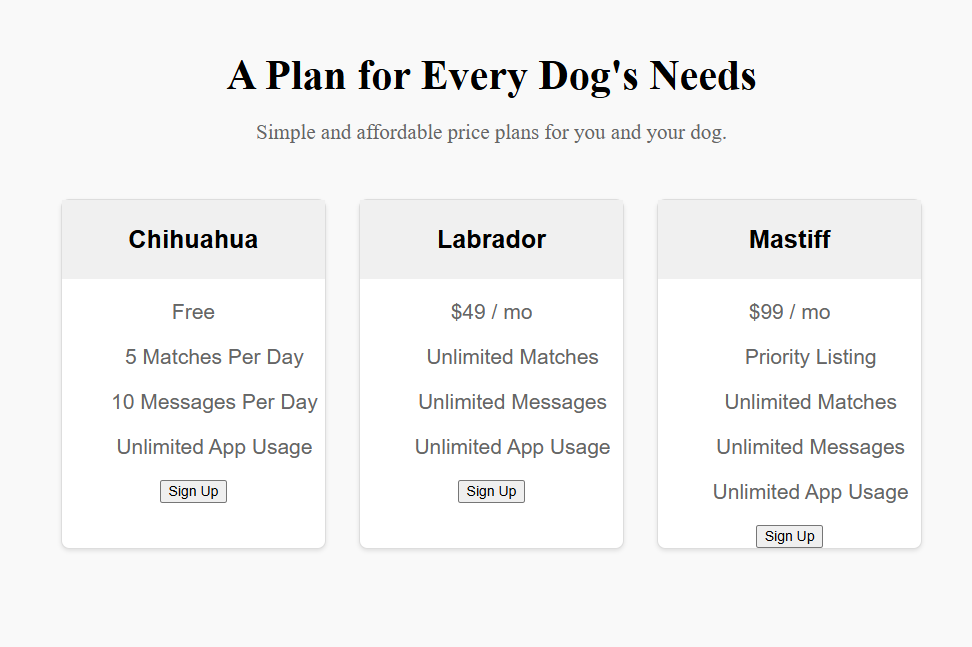 A Plan for Every Dog's Needs
Simple and affordable price plans for you and your dog.
Chihuahua
Free
5 Matches Per Day
10 Messages Per Day
Unlimited App Usage
Sign Up
Labrador
$49 / mo
Unlimited Matches
Unlimited Messages
Unlimited App Usage
Sign Up
Mastiff
$99 / mo
Priority Listing
Unlimited Matches
Unlimited Messages
Unlimited App Usage
Sign Up